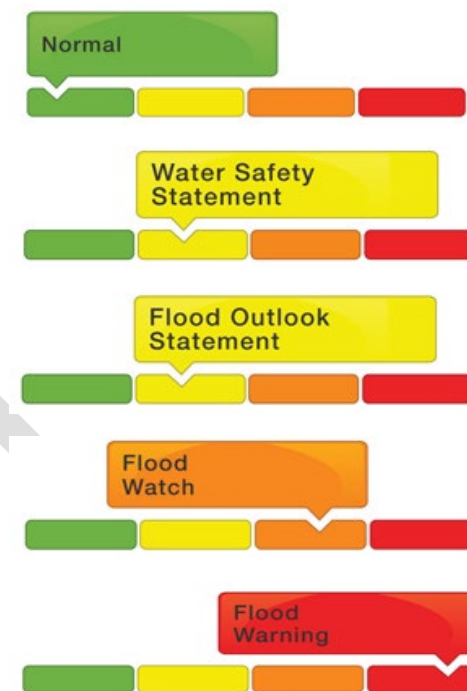 Normal
Water Safety
Statement
Flood Outlook
Statement
Flood
Watch
Flood
Warning